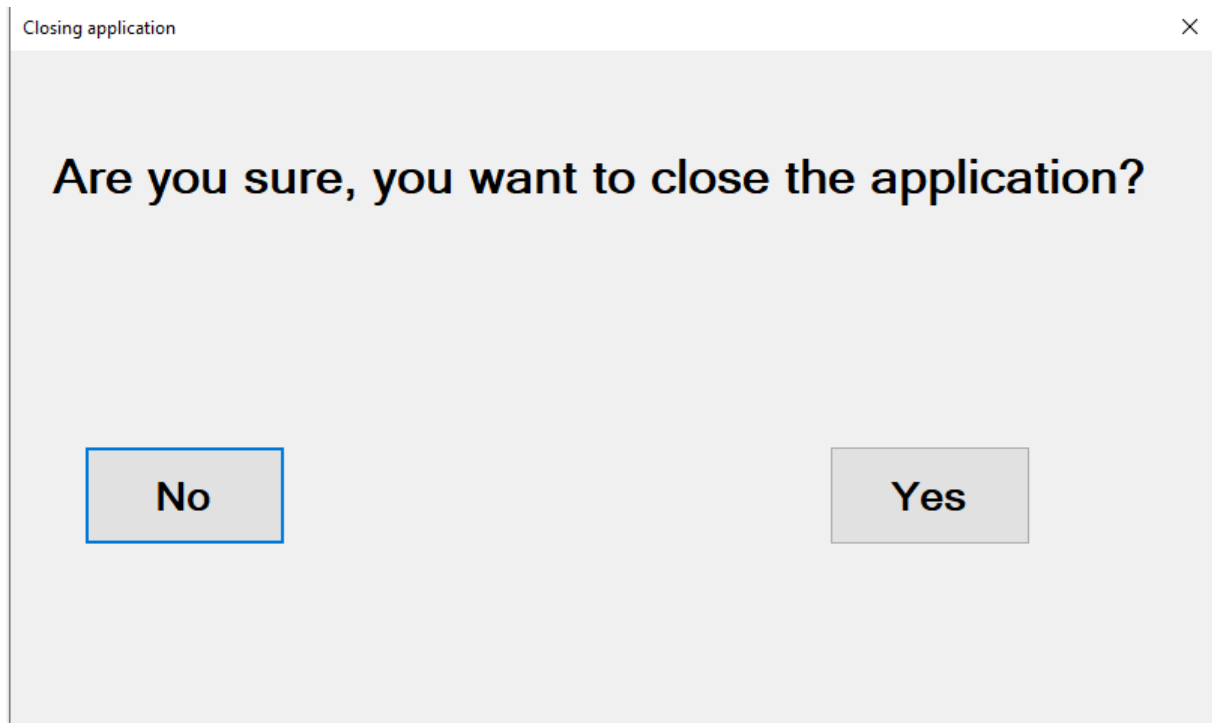 Closing application
Are you sure, you want to close the application?
No Yes